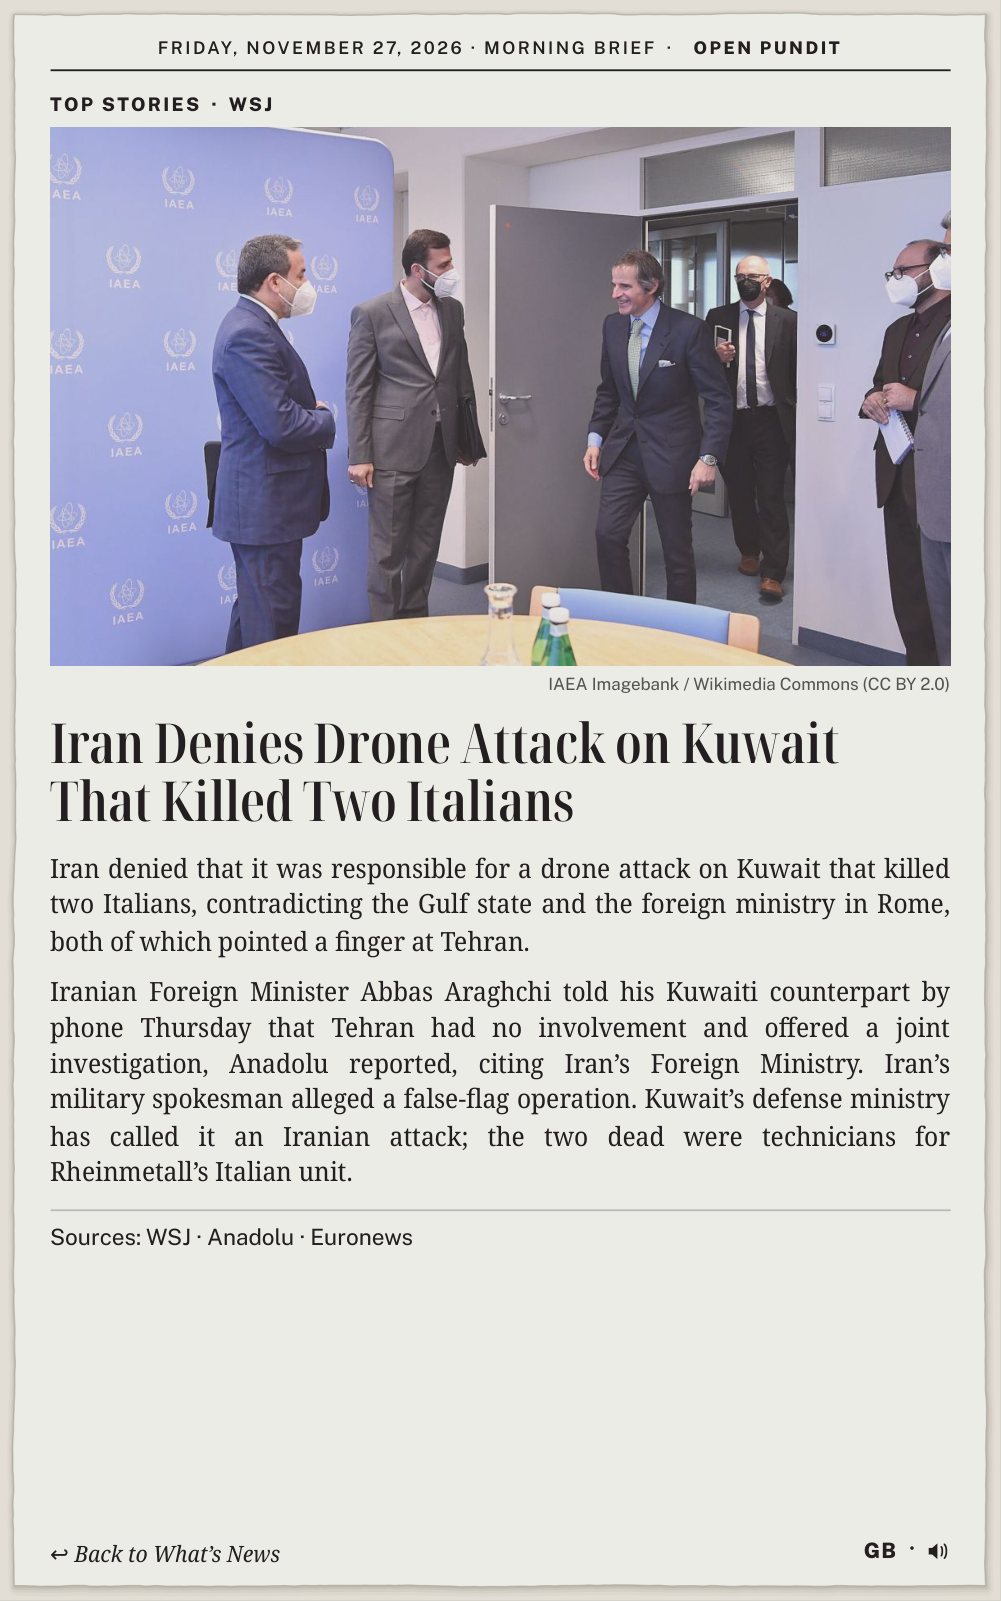 FRIDAY, NOVEMBER 27, 2026 · MORNING BRIEF · OPEN PUNDIT
TOP STORIES · WSJ
IAEA
IAEA
IAEA
IAEA
IAEA
IAEA
IAEA
IAEA
IAEA
IAEA
IAEA
IAEA
IAEA
IAEA
IAEA Imagebank / Wikimedia Commons (CC BY 2.0)
Iran Denies Drone Attack on Kuwait
That Killed Two Italians
Iran denied that it was responsible for a drone attack on Kuwait that killed
two Italians, contradicting the Gulf state and the foreign ministry in Rome,
both of which pointed a finger at Tehran.
Iranian Foreign Minister Abbas Araghchi told his Kuwaiti counterpart by
phone Thursday that Tehran had no involvement and offered a joint
investigation, Anadolu reported, citing Iran’s Foreign Ministry. Iran’s
military spokesman alleged a false-flag operation. Kuwait’s defense ministry
has called it an Iranian attack; the two dead were technicians for
Rheinmetall’s Italian unit.
Sources: WSJ · Anadolu · Euronews
↩ Back to What’s News
GB ·